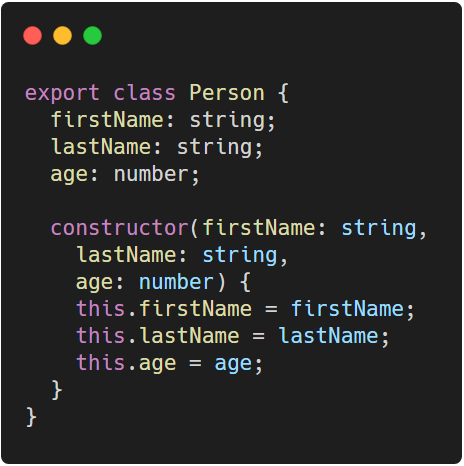 export class Person {
  firstName: string;
  lastName: string;
  age: number;

  constructor(firstName: string,
    lastName: string,
    age: number) {
    this.firstName = firstName;
    this.lastName = lastName;
    this.age = age;
  }
}